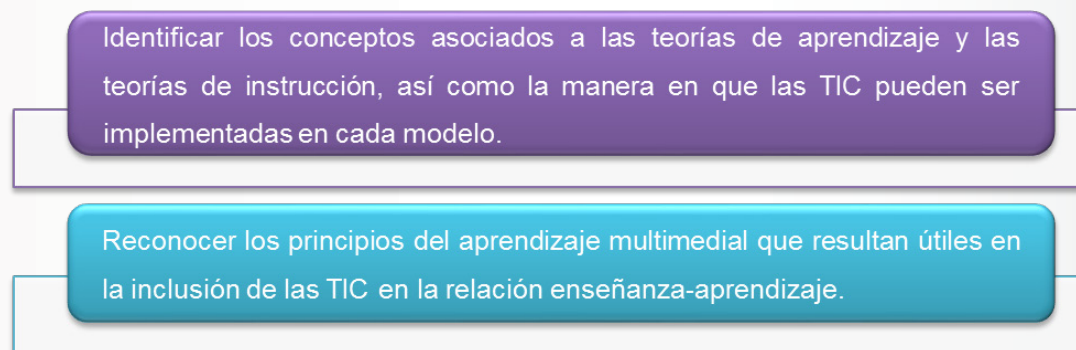 Identificar los conceptos asociados a las teorías de aprendizaje y las
teorías de instrucción, así como la manera en que las TIC pueden ser
implementadas en cada modelo.
Reconocer los principios del aprendizaje multimedial que resultan útiles en
la inclusión de las TIC en la relación enseñanza-aprendizaje.